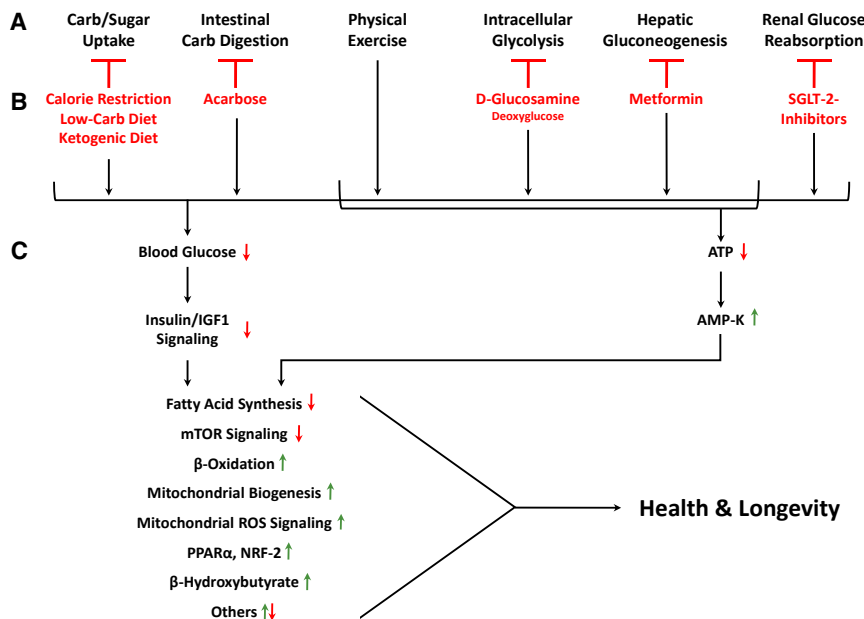 A
Carb/Sugar
Uptake
Intestinal
Carb Digestion
Physical
Exercise
Intracellular
Glycolysis
Hepatic
Gluconeogenesis
Renal Glucose
Reabsorption
B
Calorie Restriction
Low-Carb Diet
Ketogenic Diet
Acarbose
D-Glucosamine
Deoxyglucose
Metformin
SGLT-2-
Inhibitors
C
Blood Glucose
ATP
Insulin/IGF1
Signaling
AMP-K
Fatty Acid Synthesis
mTOR Signaling
β-Oxidation
Mitochondrial Biogenesis
Mitochondrial ROS Signaling
PPARα, NRF-2
β-Hydroxybutyrate
Others
Health & Longevity